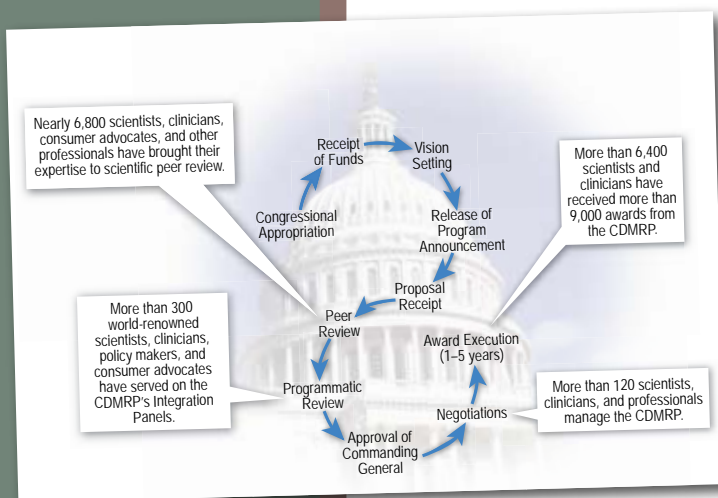 Nearly 6,800 scientists, clinicians,
consumer advocates, and other
professionals have brought their
expertise to scientific peer review.
Receipt
of Funds
Vision
Setting
More than 6,400
scientists and
clinicians have
received more than
9,000 awards from
the CDMRP.
Congressional
Appropriation
Release of
Program
Announcement
Proposal
Receipt
Peer
Review
Award Execution
(1–5 years)
More than 300
world-renowned
scientists, clinicians,
policy makers, and
consumer advocates
have served on the
CDMRP's Integration
Panels.
Programmatic
Review
Negotiations
More than 120 scientists,
clinicians, and professionals
manage the CDMRP.
Approval of
Commanding
General